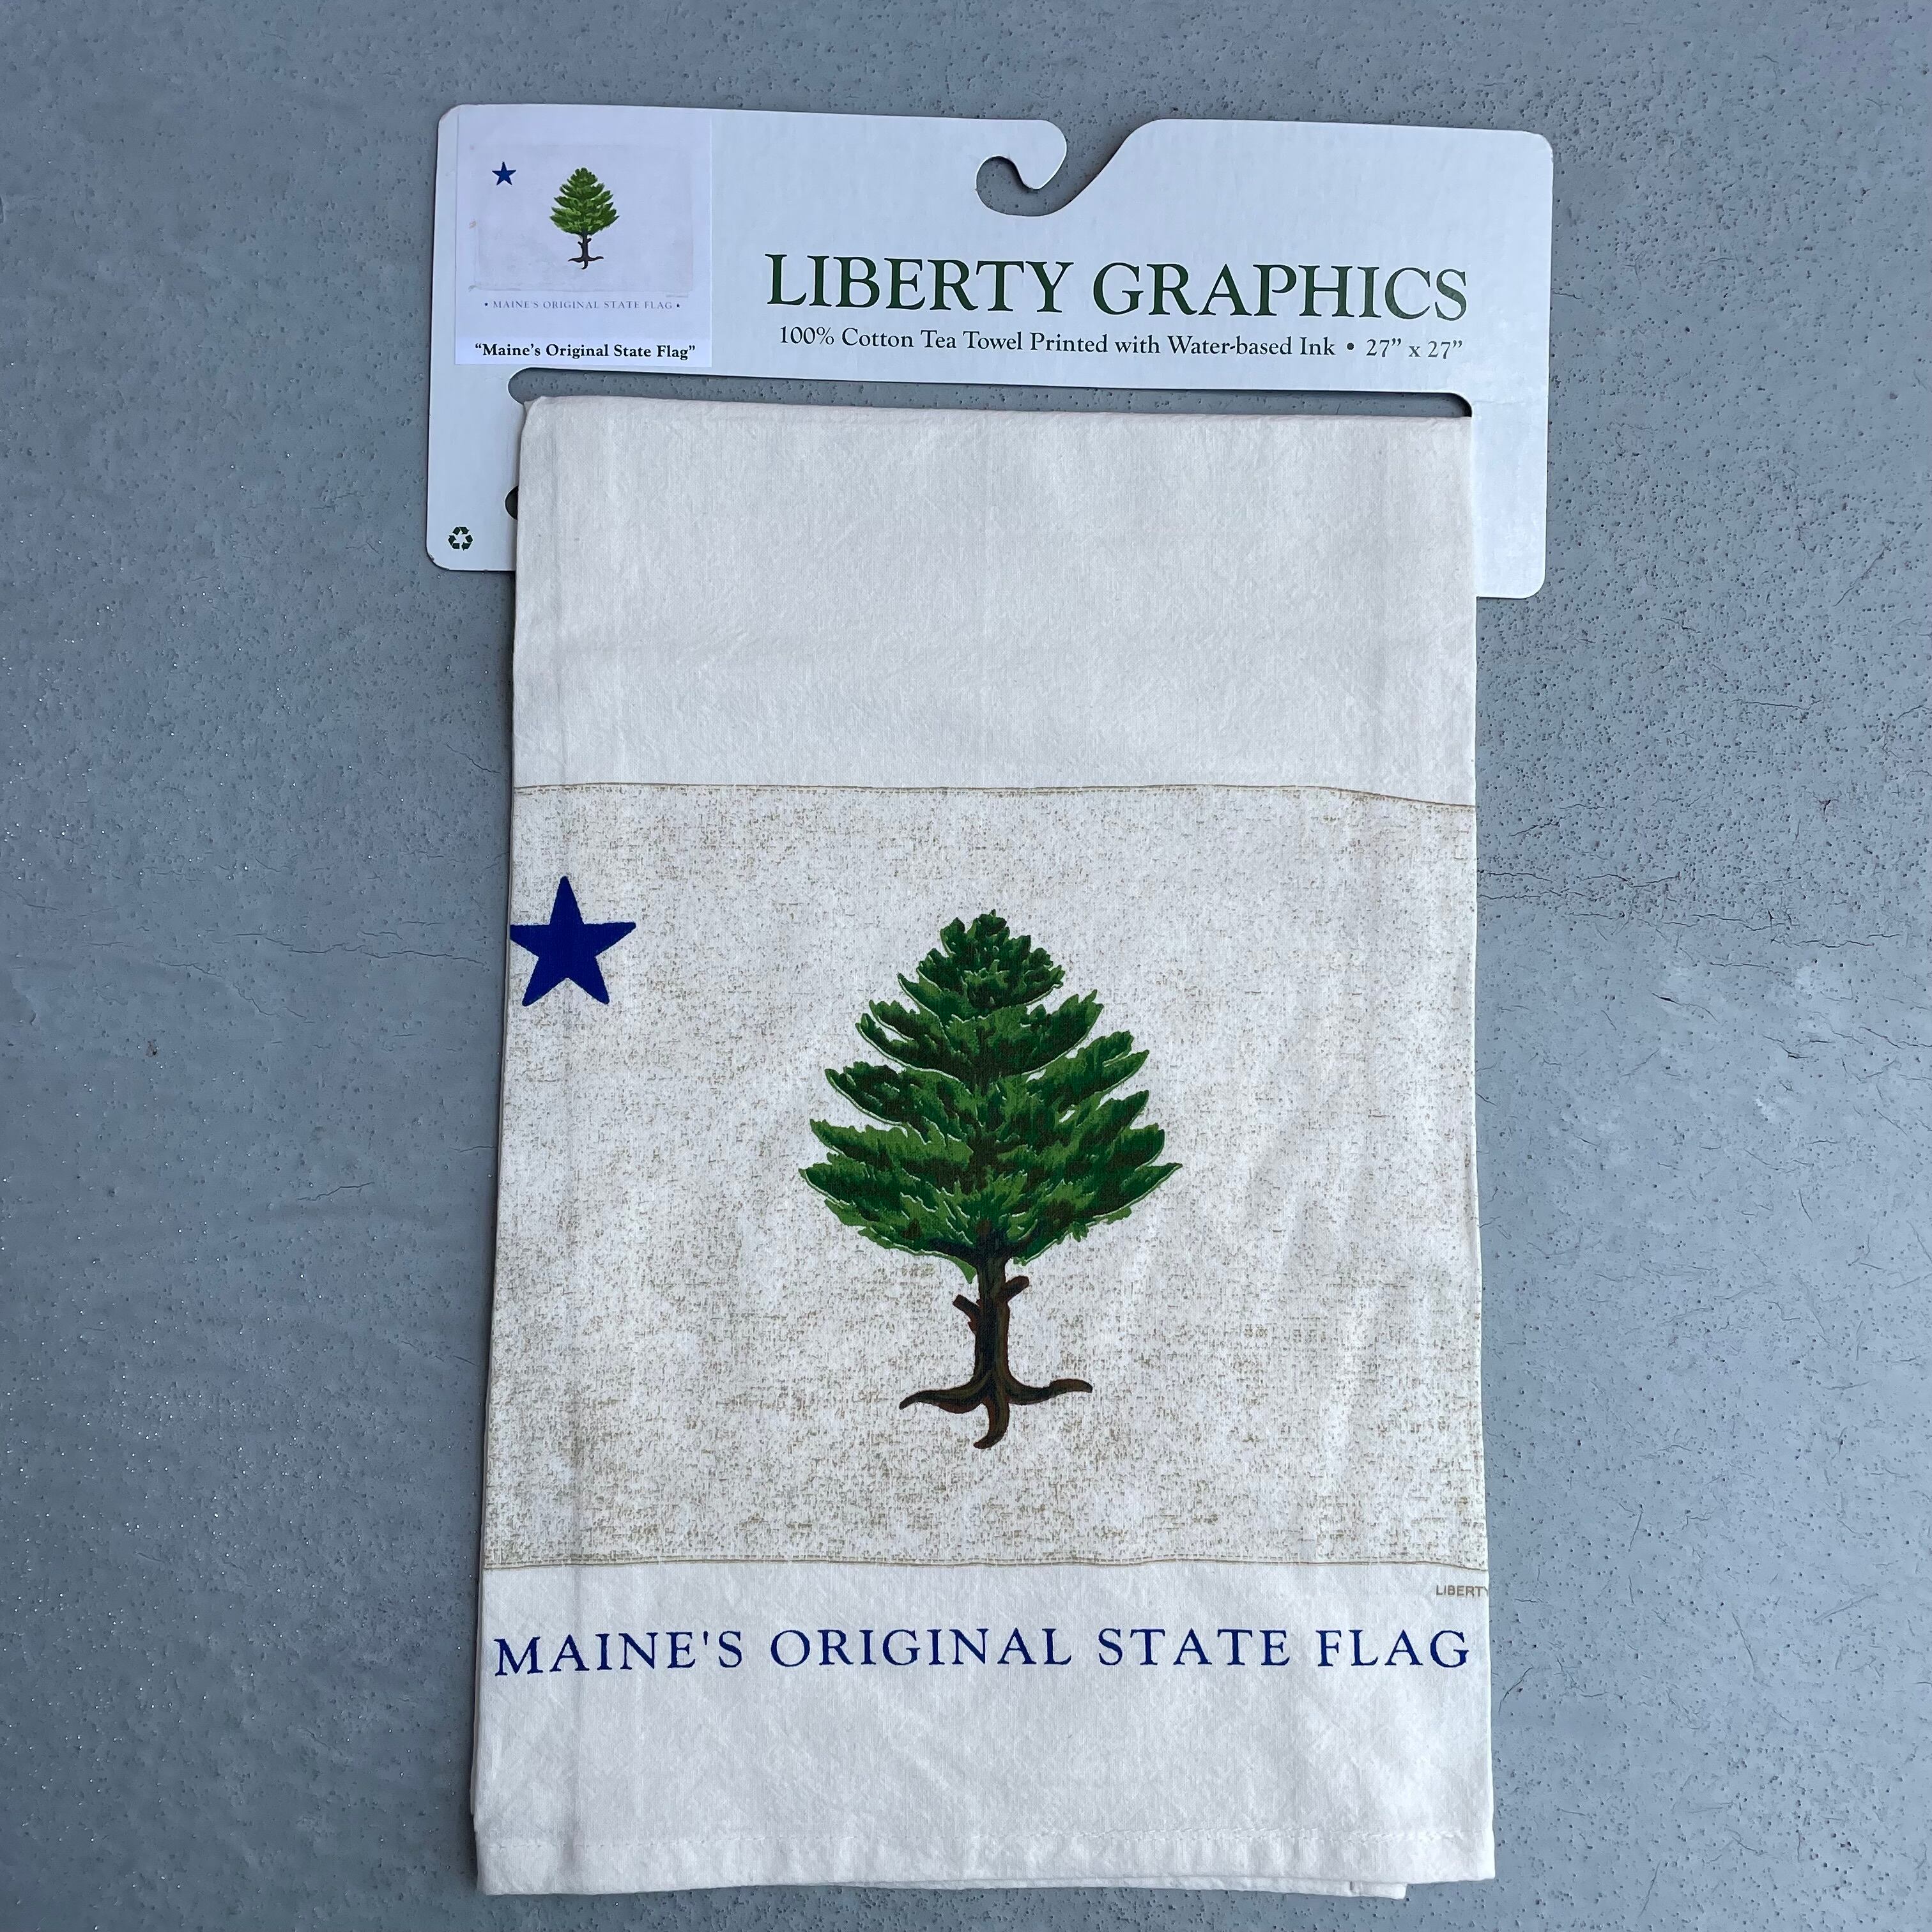 LIBERTY GRAPHICS
100% Cotton Tea Towel Printed with Water-based Ink • 27” x 27”
• MAINE'S ORIGINAL STATE FLAG •
“Maine’s Original State Flag”
LIBERTY
MAINE'S ORIGINAL STATE FLAG